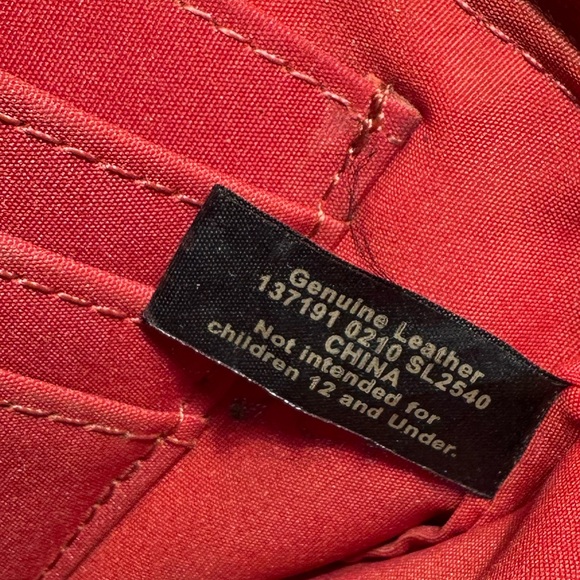 Genuine Leather
137191 0210 SL2540
CHINA
Not intended for
children 12 and Under.